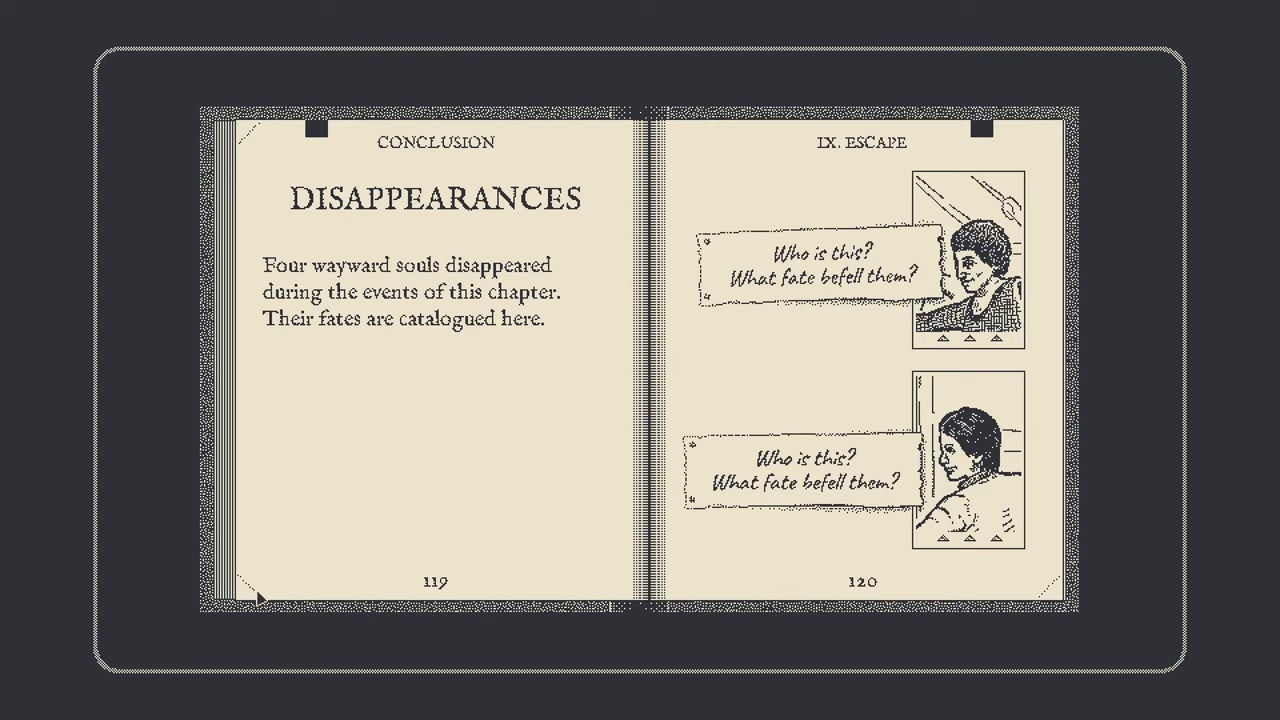 CONCLUSION
DISAPPEARANCES
Four wayward souls disappeared
during the events of this chapter.
Their fates are catalogued here.
119
IX. ESCAPE
Who is this?
What fate befell them?
Who is this?
What fate befell them?
120